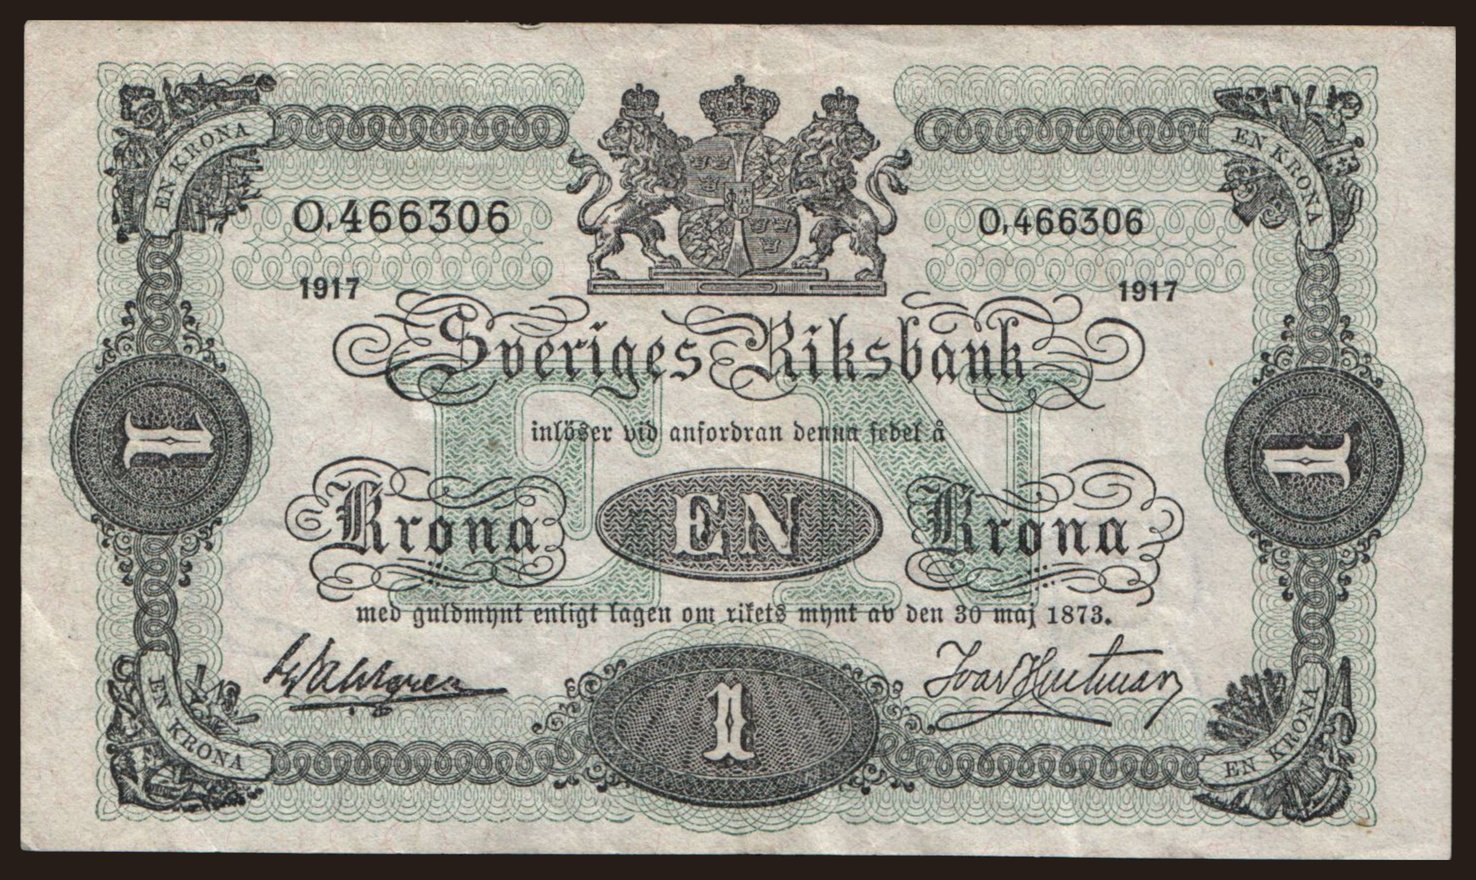 EN KRONA
EN KRONA
O,466306
O,466306
1917
1917
Sveriges Riksbank
inlöser vid anfordran denna sedel å
1
1
Krona EN Krona
EN
med guldmynt enligt lagen om rikets mynt av den 30 maj 1873.
Ivar Hultman
1
EN KRONA
EN KRONA